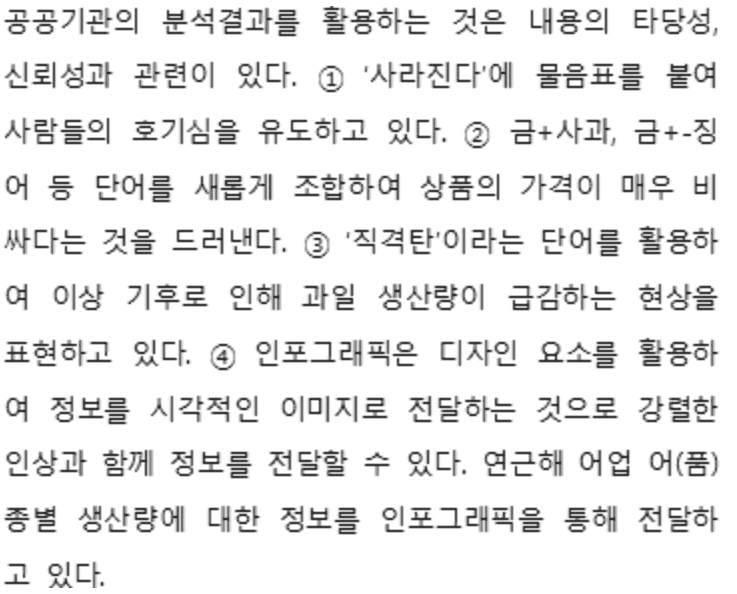 공공기관의 분석결과를 활용하는 것은 내용의 타당성,
신뢰성과 관련이 있다. ① ‘사라진다’에 물음표를 붙여
사람들의 호기심을 유도하고 있다. ② 금+사과, 금+-징
어 등 단어를 새롭게 조합하여 상품의 가격이 매우 비
싸다는 것을 드러낸다. ③ ‘직격탄’이라는 단어를 활용하
여 이상 기후로 인해 과일 생산량이 급감하는 현상을
표현하고 있다. ④ 인포그래픽은 디자인 요소를 활용하
여 정보를 시각적인 이미지로 전달하는 것으로 강렬한
인상과 함께 정보를 전달할 수 있다. 연근해 어업 어(품)
종별 생산량에 대한 정보를 인포그래픽을 통해 전달하
고 있다.